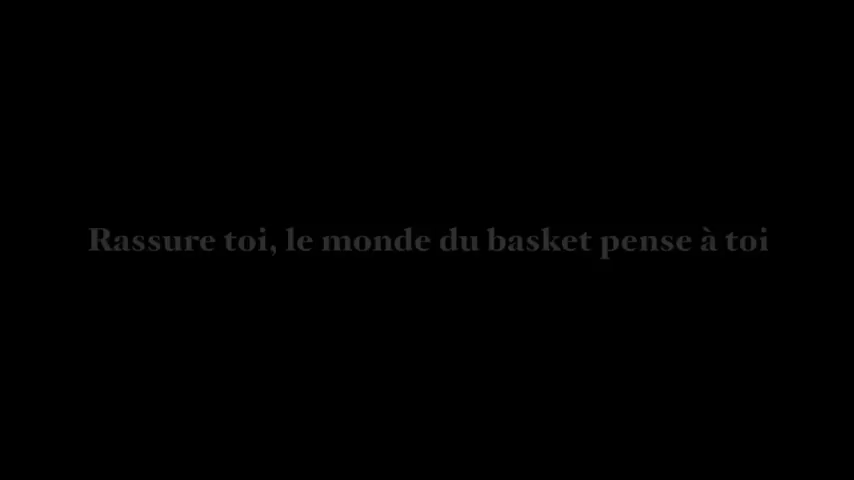 Rassure toi, le monde du basket pense à toi